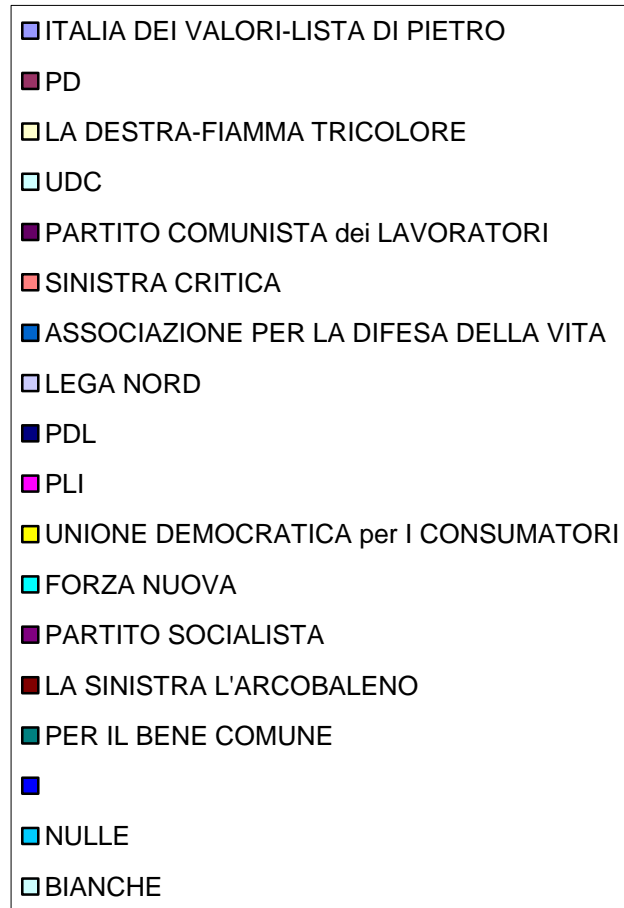 ITALIA DEI VALORI-LISTA DI PIETRO
PD
LA DESTRA-FIAMMA TRICOLORE
UDC
PARTITO COMUNISTA dei LAVORATORI
SINISTRA CRITICA
ASSOCIAZIONE PER LA DIFESA DELLA VITA
LEGA NORD
PDL
PLI
UNIONE DEMOCRATICA per I CONSUMATORI
FORZA NUOVA
PARTITO SOCIALISTA
LA SINISTRA L'ARCOBALENO
PER IL BENE COMUNE
NULLE
BIANCHE